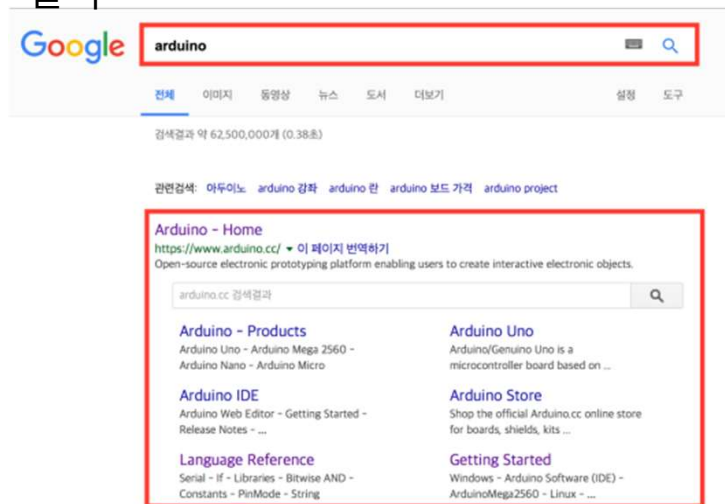 Google
arduino
전체 이미지 동영상 뉴스 도서 더보기 설정 도구
검색결과 약 62,500,000개 (0.38초)
관련검색: 아두이노 arduino 강좌 arduino 란 arduino 보드 가격 arduino project
Arduino - Home
https://www.arduino.cc/ ▾ 이 페이지 번역하기
Open-source electronic prototyping platform enabling users to create interactive electronic objects.
arduino.cc 검색결과
Arduino - Products
Arduino Uno - Arduino Mega 2560 -
Arduino Nano - Arduino Micro
Arduino Uno
Arduino/Genuino Uno is a
microcontroller board based on ...
Arduino IDE
Arduino Web Editor - Getting Started -
Release Notes - ...
Arduino Store
Shop the official Arduino.cc online store
for boards, shields, kits ...
Language Reference
Serial - If - Libraries - Bitwise AND -
Constants - PinMode - String
Getting Started
Windows - Arduino Software (IDE) -
ArduinoMega2560 - Linux - ...